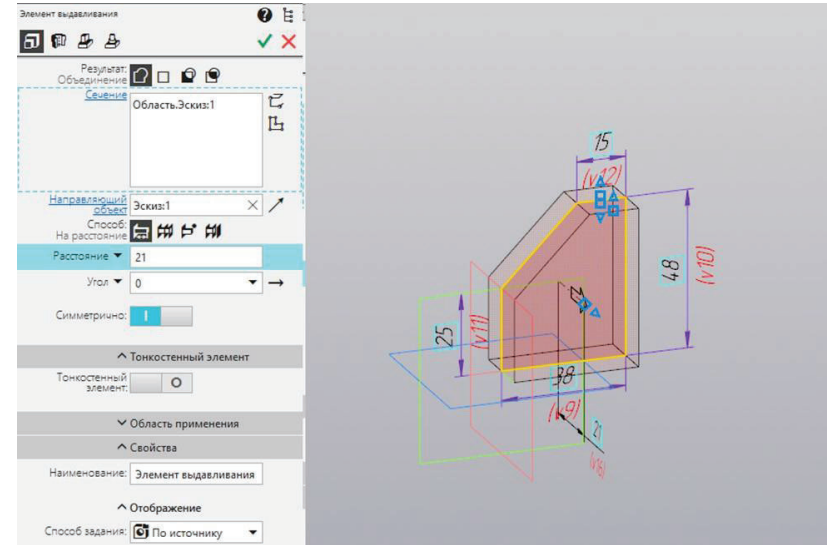 Элемент выдавливания
Результат:
Объединение
Сечение
Область.Эскиз:1
Направляющий
объект
Эскиз:1
Способ:
На расстояние
Расстояние
21
Угол
0
Симметрично:
Тонкостенный элемент
Тонкостенный
элемент:
Область применения
Свойства
Наименование:
Элемент выдавливания
Отображение
Способ задания:
По источнику
15
(v12)
48
(v10)
25
(v11)
38
(v9)
21
(v16)